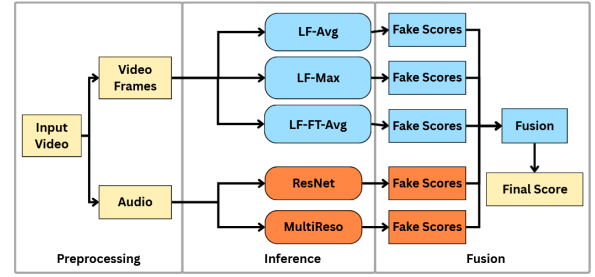 Input
Video
Video
Frames
Audio
Preprocessing
LF-Avg
LF-Max
LF-FT-Avg
ResNet
MultiReso
Inference
Fake Scores
Fake Scores
Fake Scores
Fake Scores
Fake Scores
Fusion
Final Score
Fusion